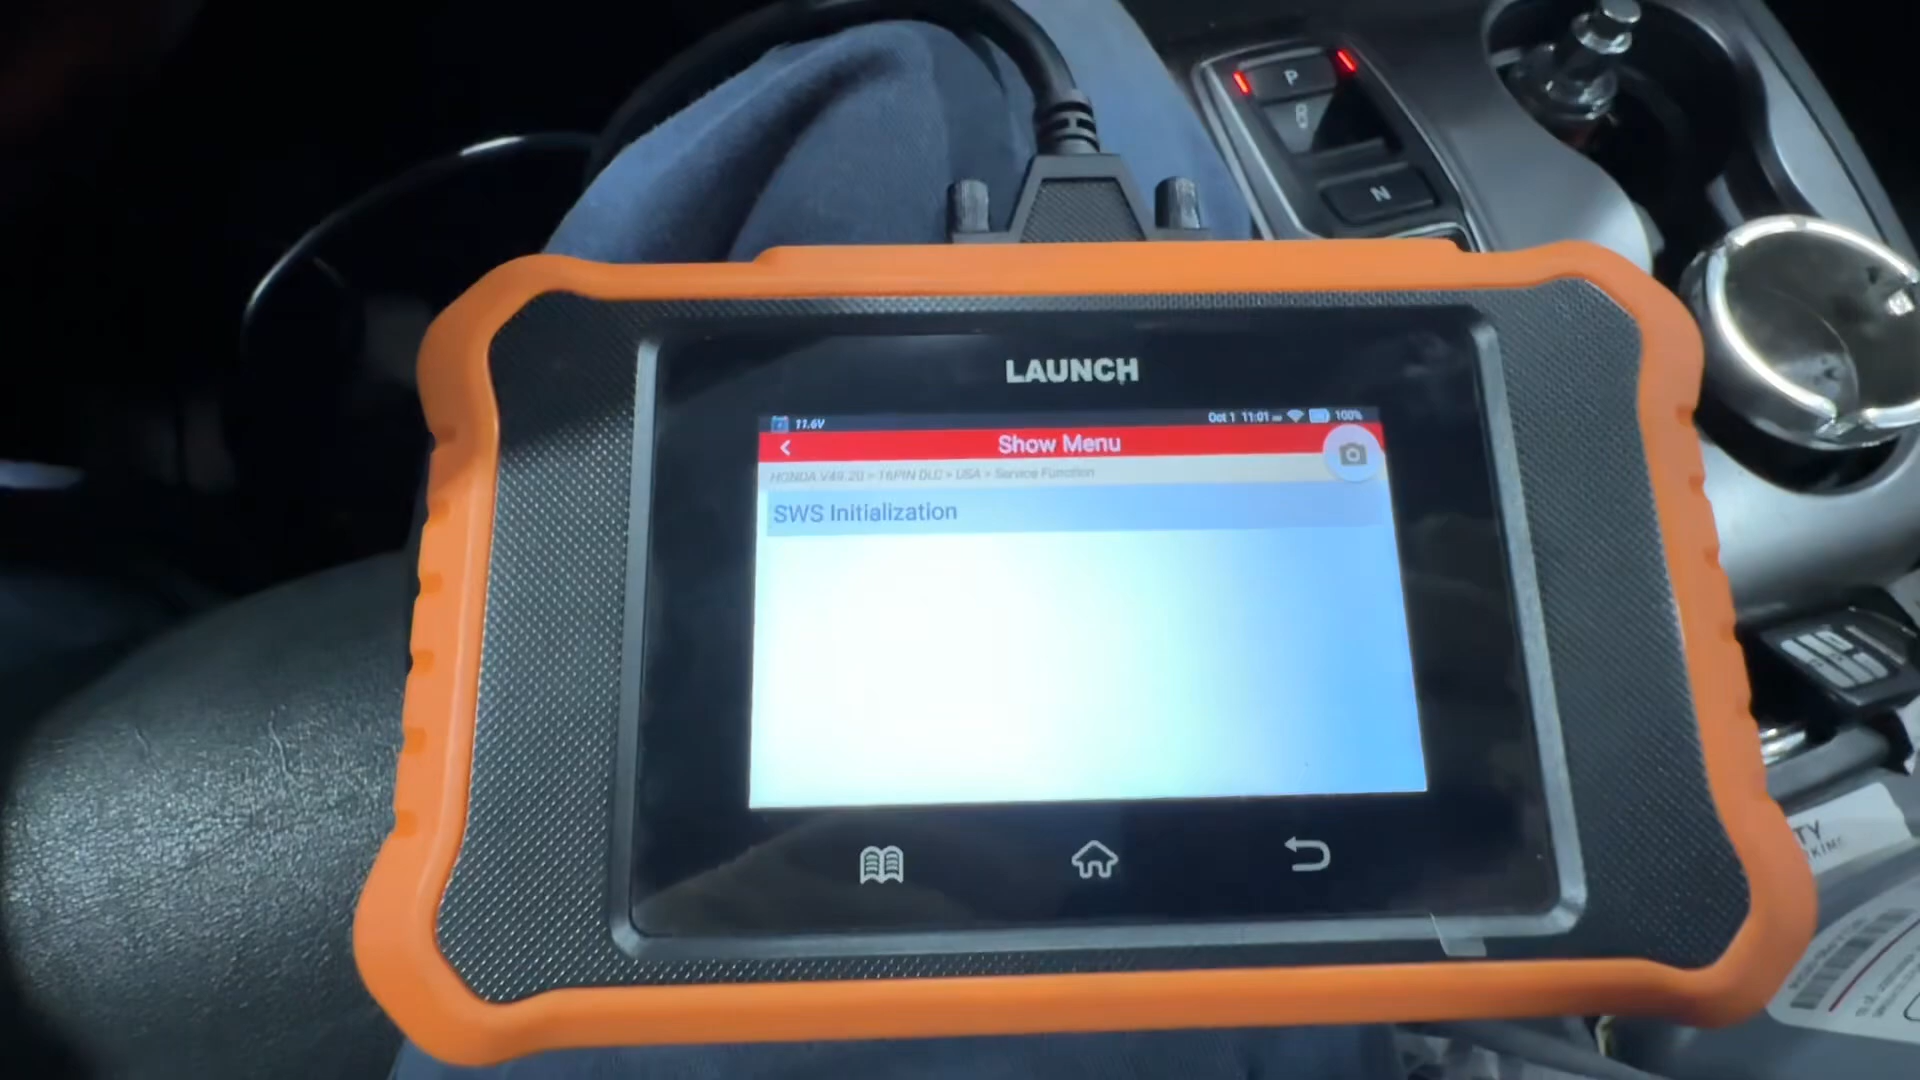 P
N
LAUNCH
11.6V
Oct 1 11:01
100%
Show Menu
HONDA V49.20 > 16PIN DLC > USA > Service Function
SWS Initialization
TY